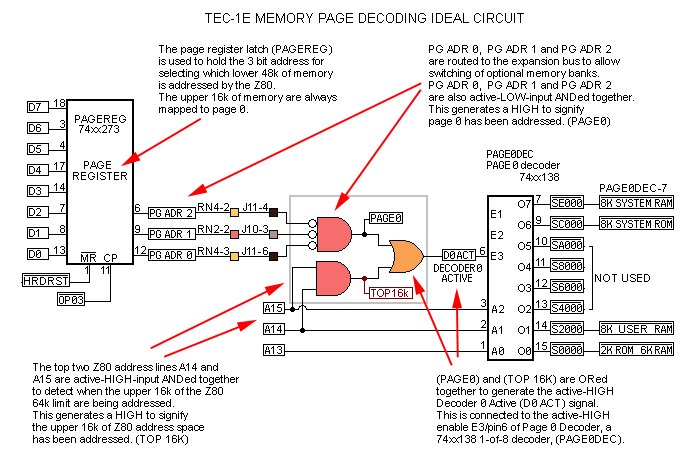 TEC-1E MEMORY PAGE DECODING IDEAL CIRCUIT
The page register latch (PAGEREG)
is used to hold the 3 bit address for
selecting which lower 48k of memory
is addressed by the Z80.
The upper 16k of memory are always
mapped to page 0.
PG ADR 0, PG ADR 1 and PG ADR 2
are routed to the expansion bus to allow
switching of optional memory banks.
PG ADR 0, PG ADR 1 and PG ADR 2
are also active-LOW-input ANDed together.
This generates a HIGH to signify
page 0 has been addressed. (PAGE0)
D7
18
D6
3
D5
4
D4
17
D3
14
D2
7
D1
8
D0
13
PAGEREG
74xx273
PAGE
REGISTER
MR CP
1
11
HRDRST
OP03
6
PG ADR 2
RN4-2
J11-4
9
PG ADR 1
RN2-2
J10-3
12
PG ADR 0
RN4-3
J11-6
PAGE0
TOP16k
D0ACT
DECODER0
ACTIVE
A15
A14
A13
PAGE0DEC
PAGE0 decoder
74xx138
E1
E2
6
E3
3
A2
2
A1
1
A0
O7
7
SE000
O6
9
SC000
O5
10
SA000
O4
11
S8000
O3
12
S6000
O2
13
S4000
O1
14
S2000
O0
15
S0000
PAGE0DEC-7
8K SYSTEM RAM
8K SYSTEM ROM
NOT USED
8K USER RAM
2K ROM 6K RAM
The top two Z80 address lines A14 and
A15 are active-HIGH-input ANDed together
to detect when the upper 16k of the Z80
64k limit are being addressed.
This generates a HIGH to signify
the upper 16k of Z80 address space
has been addressed. (TOP 16K)
(PAGE0) and (TOP 16K) are ORed
together to generate the active-HIGH
Decoder 0 Active (D0 ACT) signal.
This is connected to the active-HIGH
enable E3/pin6 of Page 0 Decoder, a
74xx138 1-of-8 decoder, (PAGE0DEC).